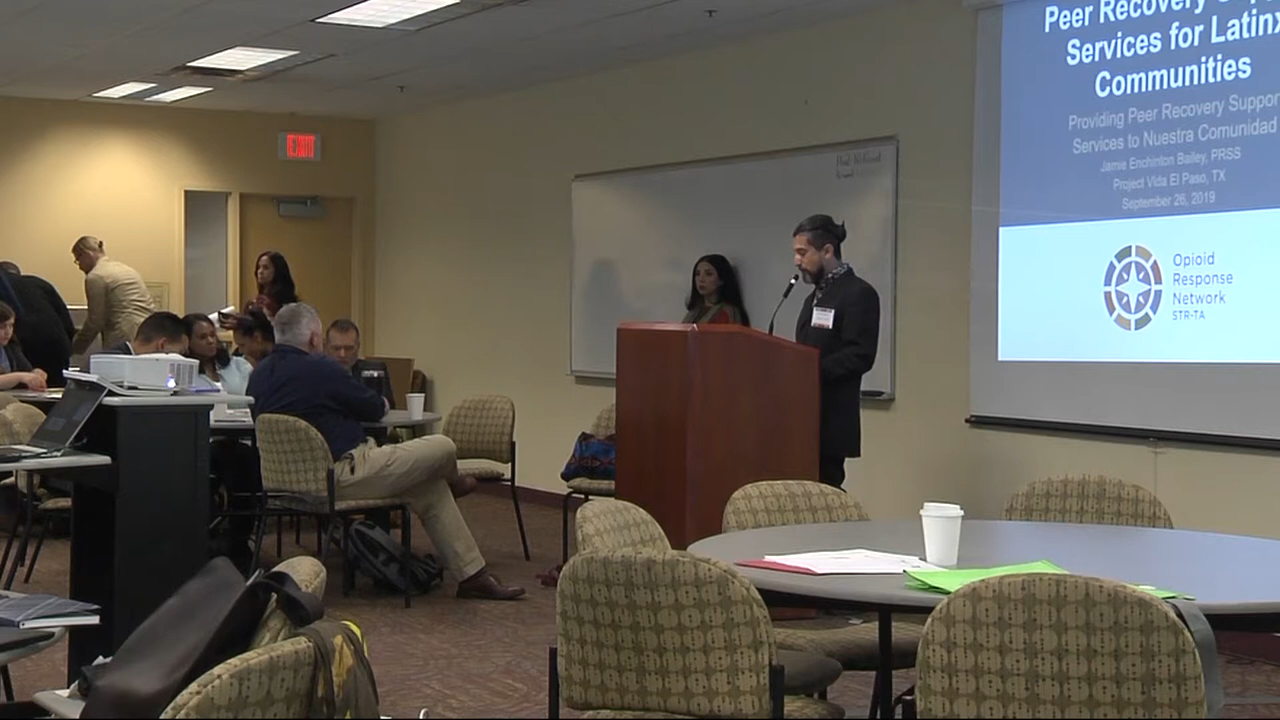 Peer Recovery
Services for Latinx
Communities
Providing Peer Recovery Suppor
Services to Nuestra Comunidad
Jamie Enchinton Bailey, PRSS
Project Vida El Paso, TX
September 26, 2019
Opioid
Response
Network
STR-TA
EXIT